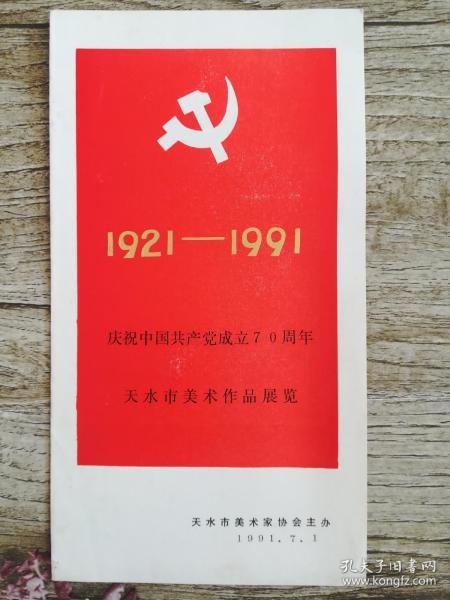 1921—1991
庆祝中国共产党成立70周年
天水市美术作品展览
天水市美术家协会主办
1991.7.1
孔夫子旧书网
www.kongfz.com